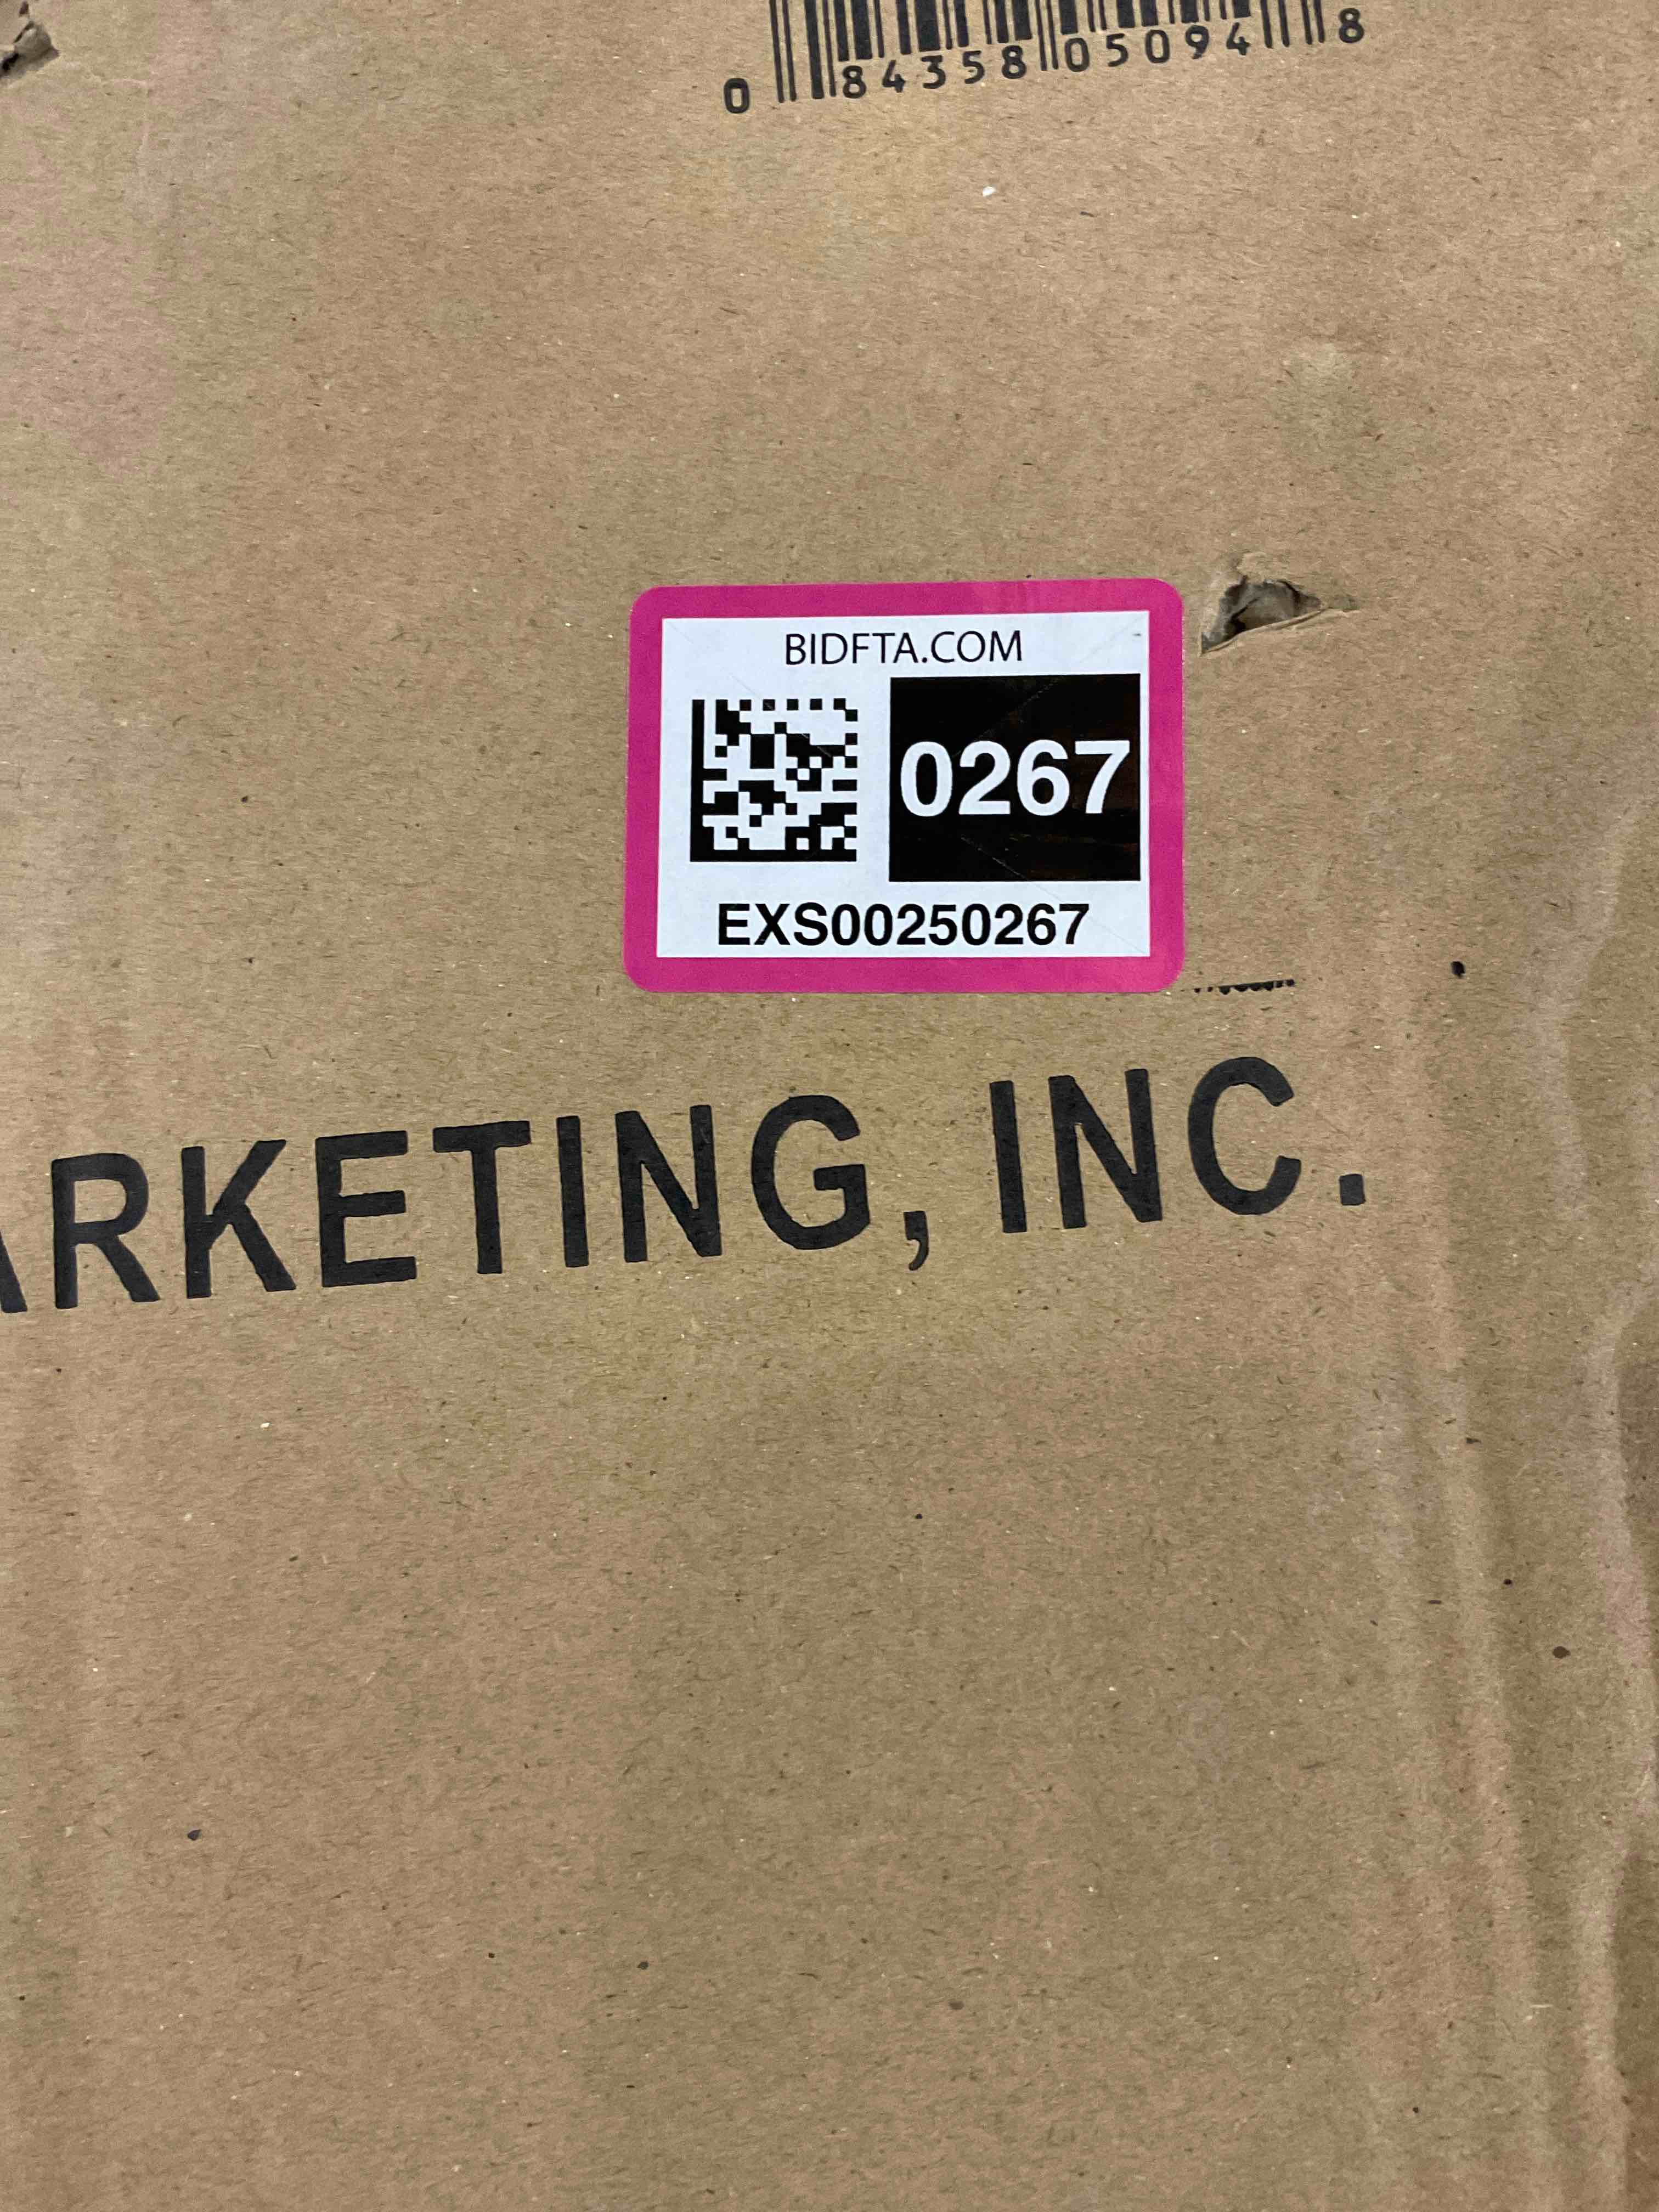 0 84358 05094 8
BIDFTA.COM
0267
EXS00250267
ARKETING, INC.